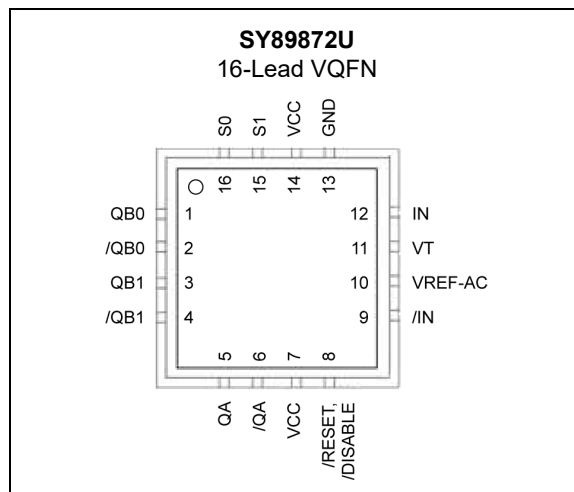 SY89872U
16-Lead VQFN
S0
S1
VCC
GND
16
15
14
13
QB0
1
12
IN
/QB0
2
11
VT
QB1
3
10
VREF-AC
/QB1
4
9
/IN
5
6
7
8
QA
/QA
VCC
/RESET,
/DISABLE